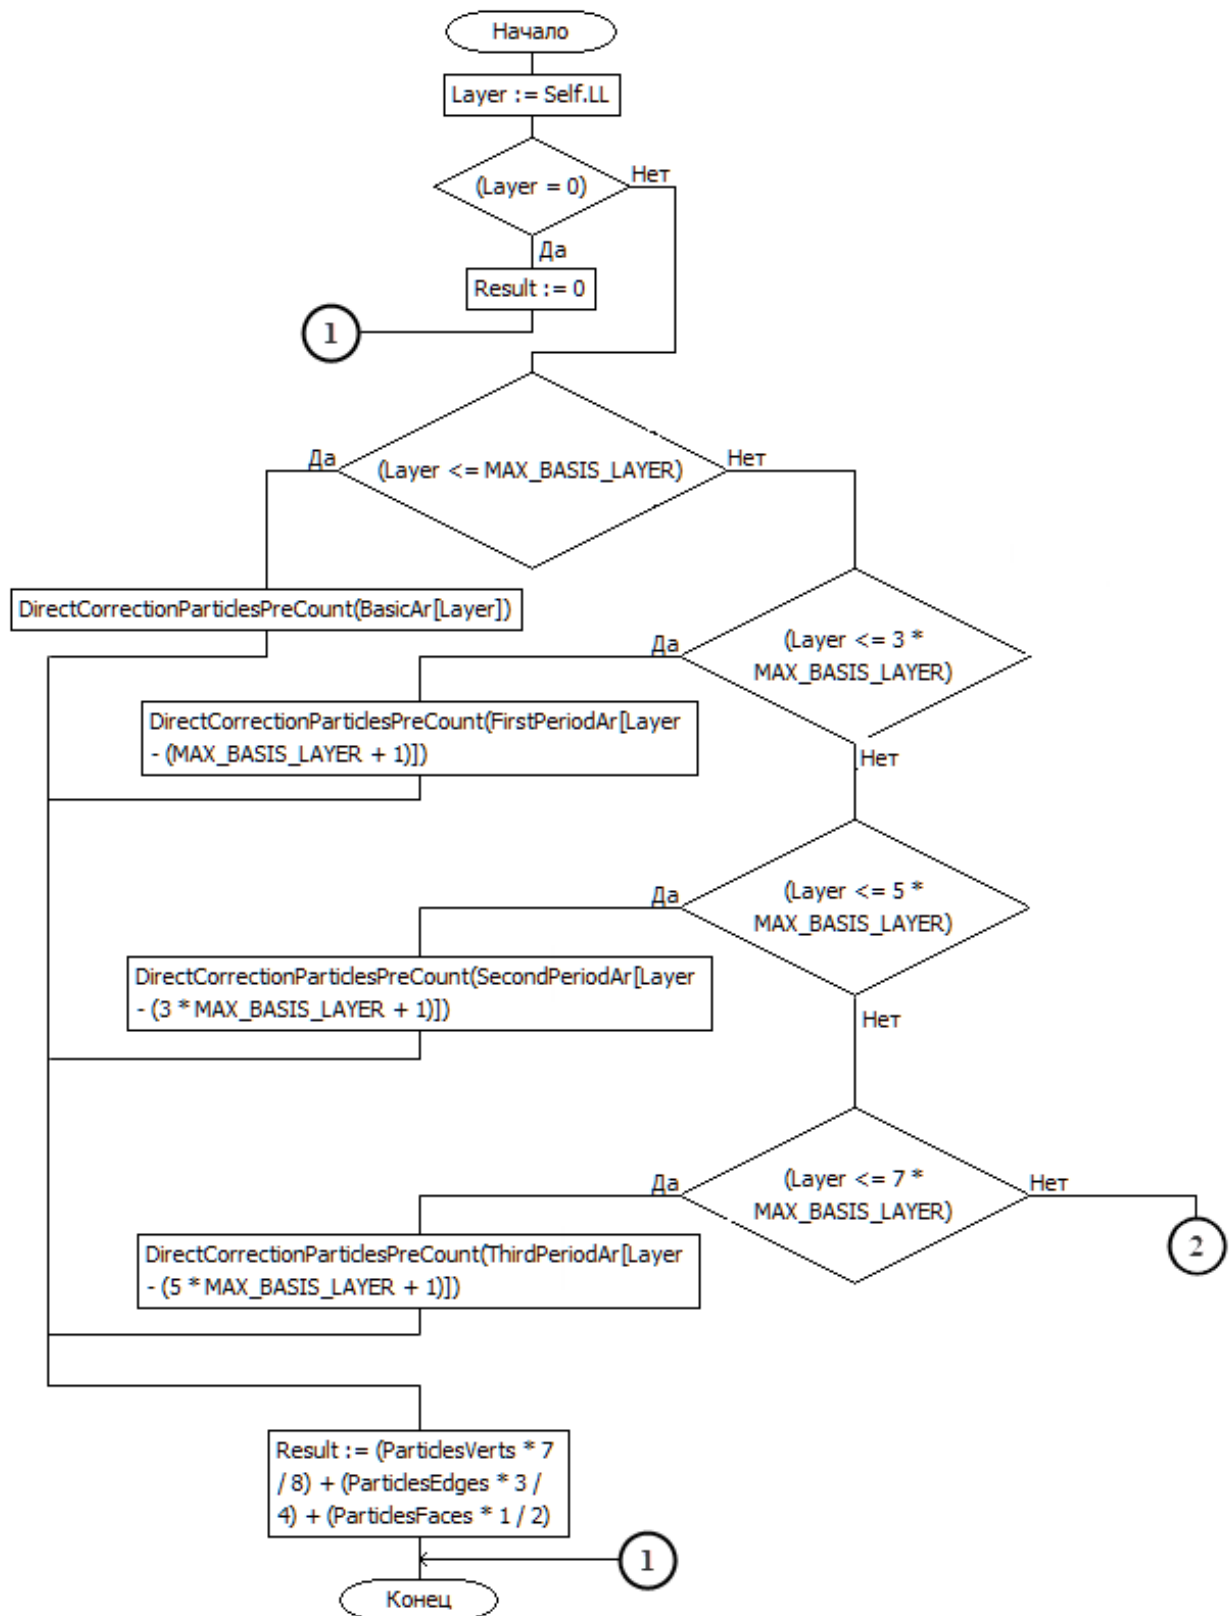 Начало
Layer := Self.LL
(Layer = 0)
Нет
Да
Result := 0
1
Да
(Layer <= MAX_BASIS_LAYER)
Нет
DirectCorrectionParticlesPreCount(BasicAr[Layer])
Да
(Layer <= 3 *
MAX_BASIS_LAYER)
DirectCorrectionParticlesPreCount(FirstPeriodAr[Layer
- (MAX_BASIS_LAYER + 1)])
Нет
Да
(Layer <= 5 *
MAX_BASIS_LAYER)
DirectCorrectionParticlesPreCount(SecondPeriodAr[Layer
- (3 * MAX_BASIS_LAYER + 1)])
Нет
Да
(Layer <= 7 *
MAX_BASIS_LAYER)
Нет
2
DirectCorrectionParticlesPreCount(ThirdPeriodAr[Layer
- (5 * MAX_BASIS_LAYER + 1)])
Result := (ParticlesVerts * 7
/ 8) + (ParticlesEdges * 3 /
4) + (ParticlesFaces * 1 / 2)
1
Конец